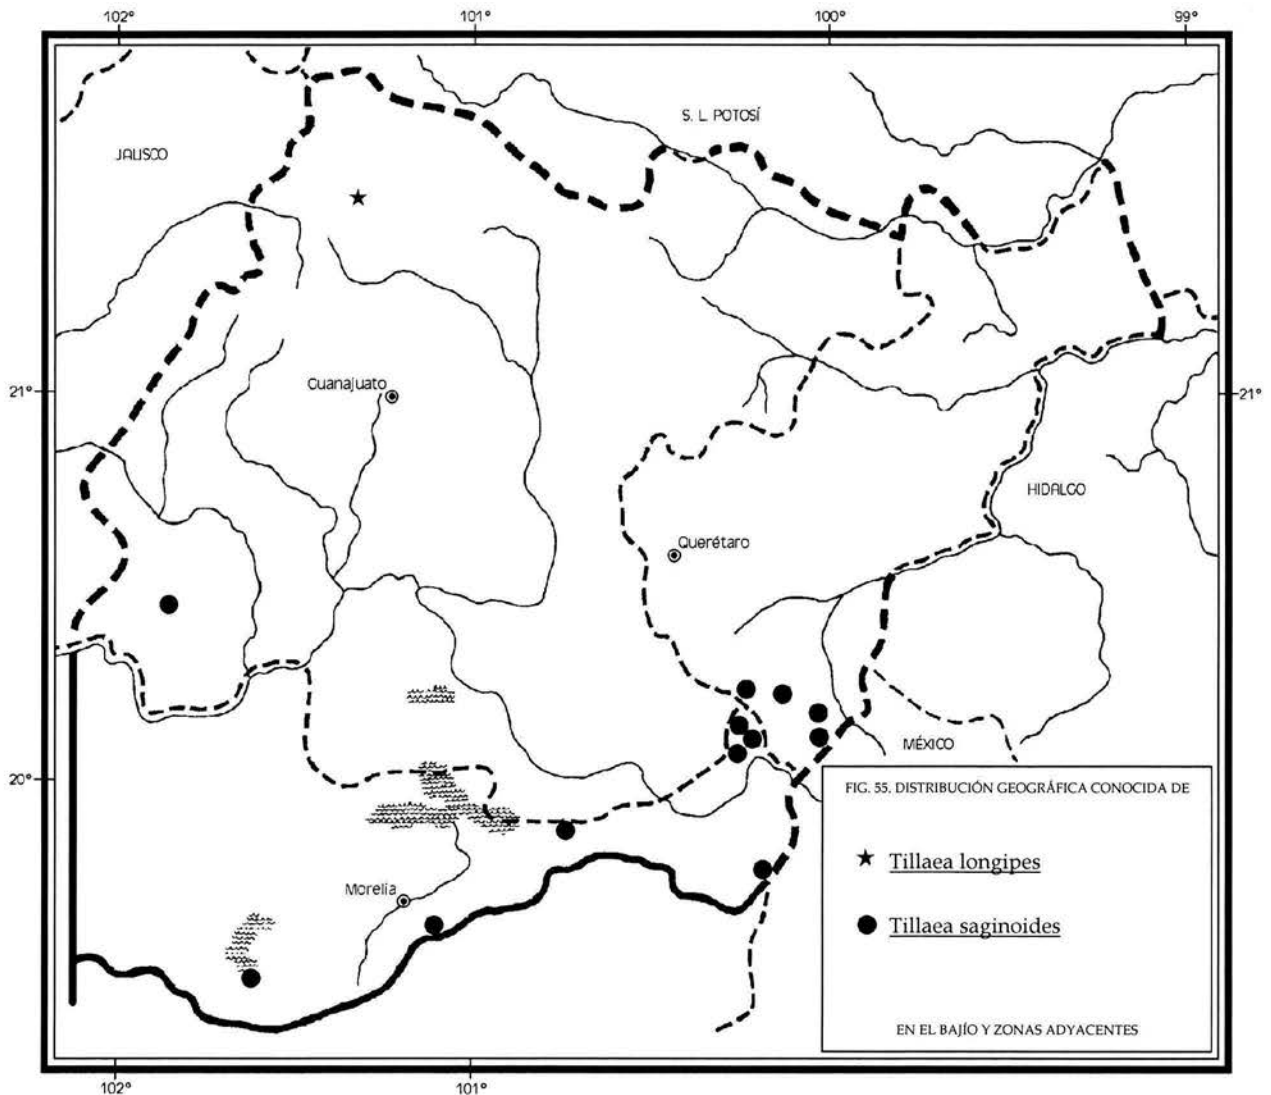 102°
101°
100°
99°
S. L. POTOSÍ
JALISCO
Guanajuato
21°
21°
HIDALGO
Querétaro
MÉXICO
20°
FIG. 55. DISTRIBUCIÓN GEOGRÁFICA CONOCIDA DE
Tillaea longipes
Morelia
Tillaea saginoides
EN EL BAJÍO Y ZONAS ADYACENTES
102°
101°